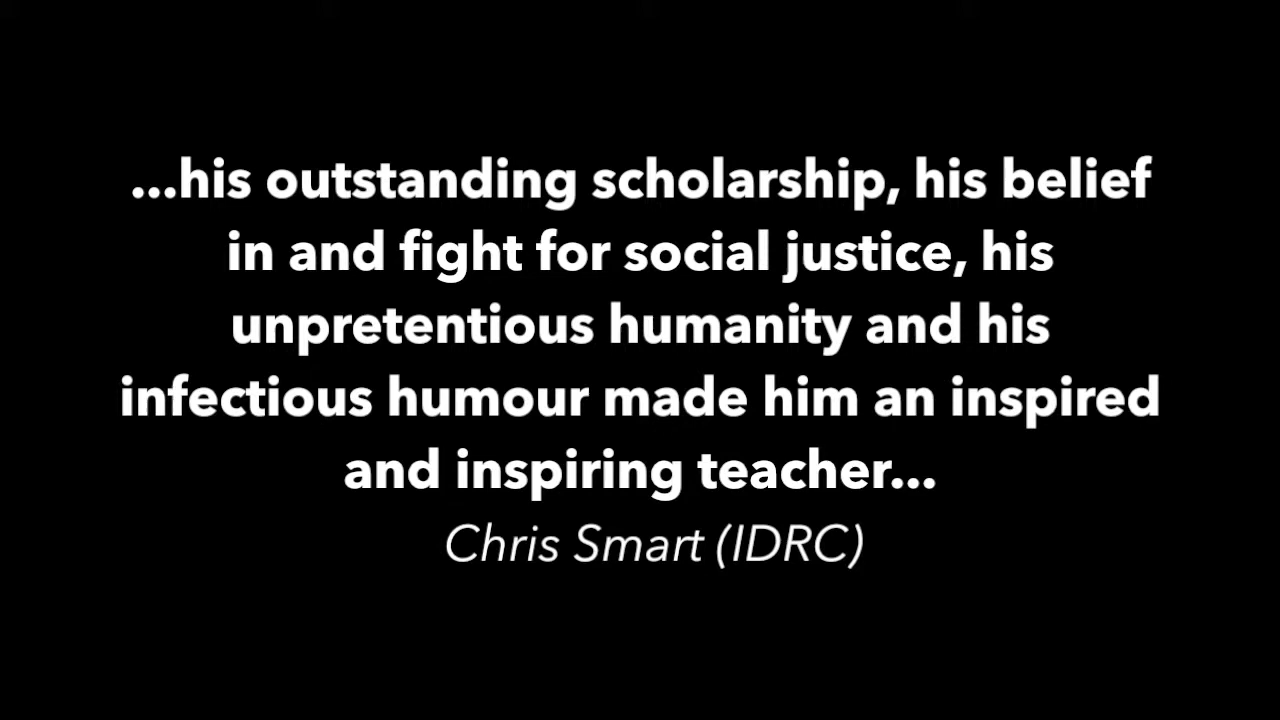 ...his outstanding scholarship, his belief
in and fight for social justice, his
unpretentious humanity and his
infectious humour made him an inspired
and inspiring teacher...
Chris Smart (IDRC)